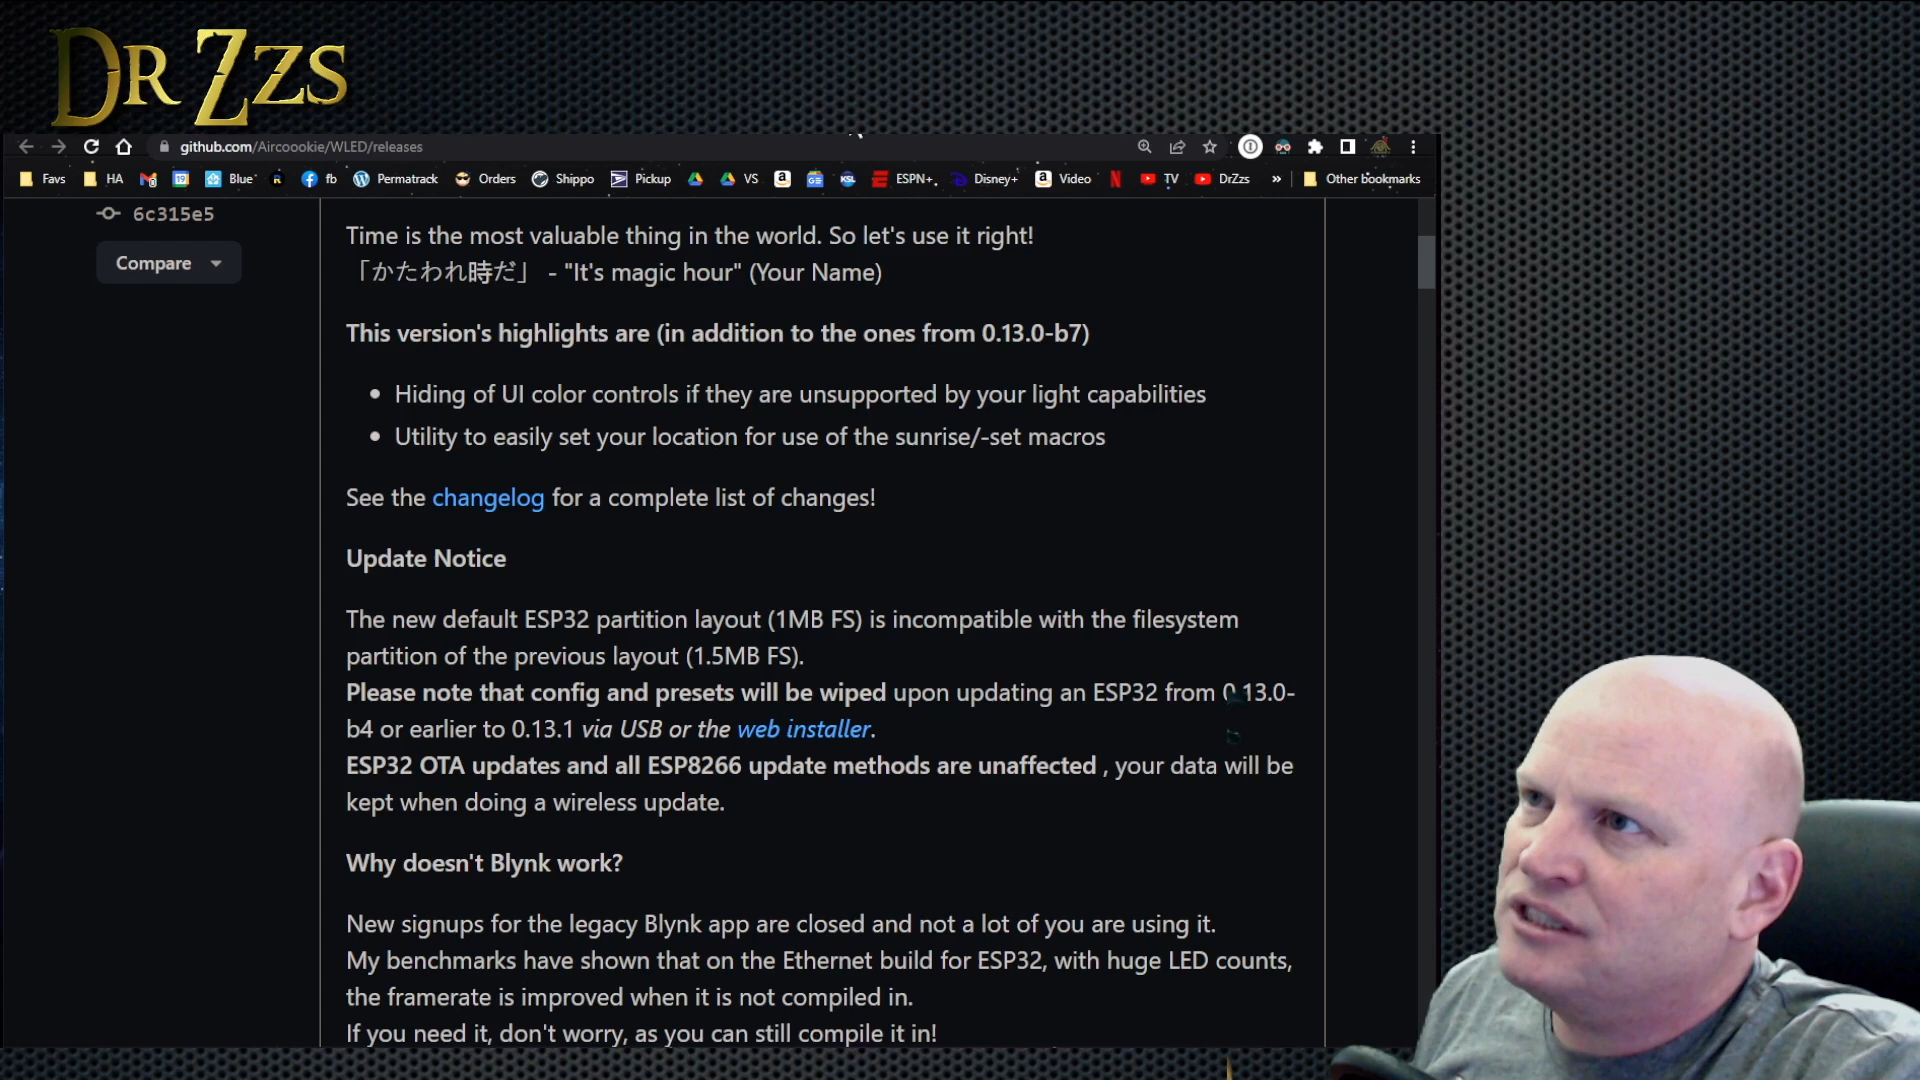 DR ZZS
github.com/Aircoookie/WLED/releases
Favs HA Blue fb Permatrack Orders Shippo Pickup VS KSL ESPN+ Disney+ Video N TV DrZzs » Other bookmarks
6c315e5
Compare
Time is the most valuable thing in the world. So let's use it right!
「かたわれ時だ」 - "It's magic hour" (Your Name)
This version's highlights are (in addition to the ones from 0.13.0-b7)
• Hiding of UI color controls if they are unsupported by your light capabilities
• Utility to easily set your location for use of the sunrise/-set macros
See the changelog for a complete list of changes!
Update Notice
The new default ESP32 partition layout (1MB FS) is incompatible with the filesystem
partition of the previous layout (1.5MB FS).
Please note that config and presets will be wiped upon updating an ESP32 from 0.13.0-
b4 or earlier to 0.13.1 via USB or the web installer.
ESP32 OTA updates and all ESP8266 update methods are unaffected , your data will be
kept when doing a wireless update.
Why doesn't Blynk work?
New signups for the legacy Blynk app are closed and not a lot of you are using it.
My benchmarks have shown that on the Ethernet build for ESP32, with huge LED counts,
the framerate is improved when it is not compiled in.
If you need it, don't worry, as you can still compile it in!